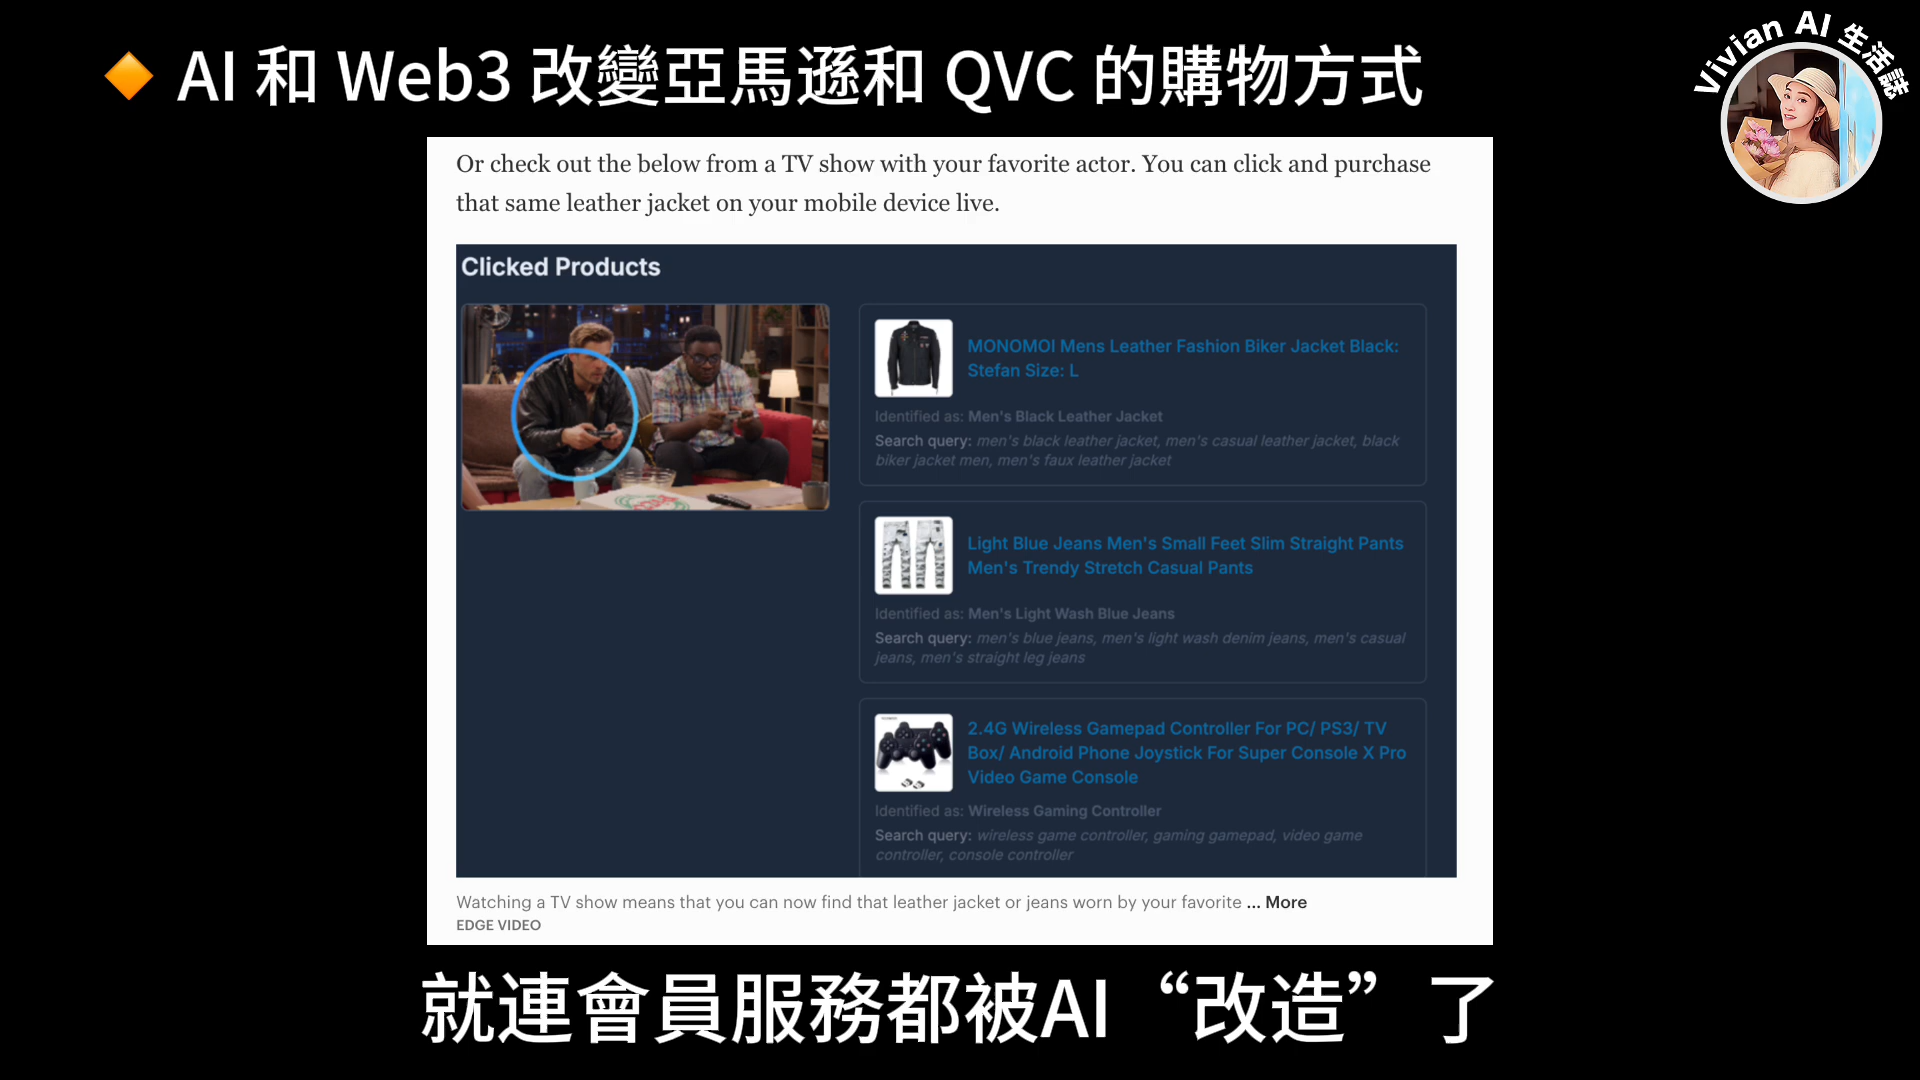 AI 和 Web3 改變亞馬遜和 QVC 的購物方式
Vivian AI 生活誌
Or check out the below from a TV show with your favorite actor. You can click and purchase
that same leather jacket on your mobile device live.
Clicked Products
MONOMOI Mens Leather Fashion Biker Jacket Black:
Stefan Size: L
Identified as: Men's Black Leather Jacket
Search query: men's black leather jacket, men's casual leather jacket, black
biker jacket men, men's faux leather jacket
Light Blue Jeans Men's Small Feet Slim Straight Pants
Men's Trendy Stretch Casual Pants
Identified as: Men's Light Wash Blue Jeans
Search query: men's blue jeans, men's light wash denim jeans, men's casual
jeans, men's straight leg jeans
2.4G Wireless Gamepad Controller For PC/ PS3/ TV
Box/ Android Phone Joystick For Super Console X Pro
Video Game Console
Identified as: Wireless Gaming Controller
Search query: wireless game controller, gaming gamepad, video game
controller, console controller
Watching a TV show means that you can now find that leather jacket or jeans worn by your favorite ... More
EDGE VIDEO
就連會員服務都被AI“改造”了